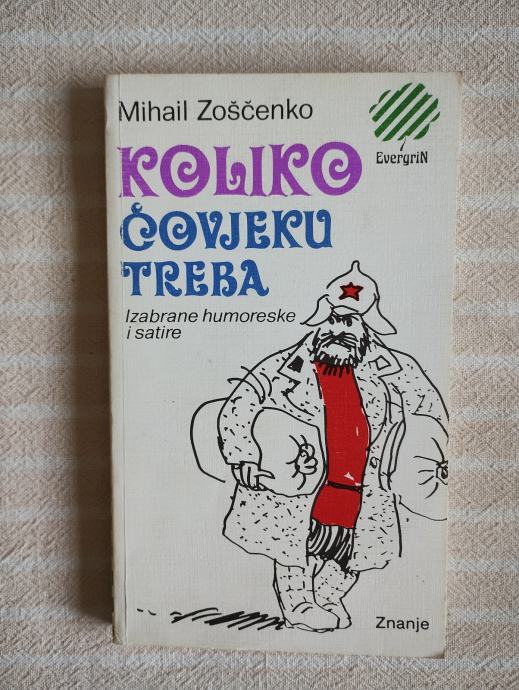 Mihail Zoščenko
EvergriN
KOLIKO
ČOVJEKU
TREBA
Izabrane humoreske
i satire
Znanje